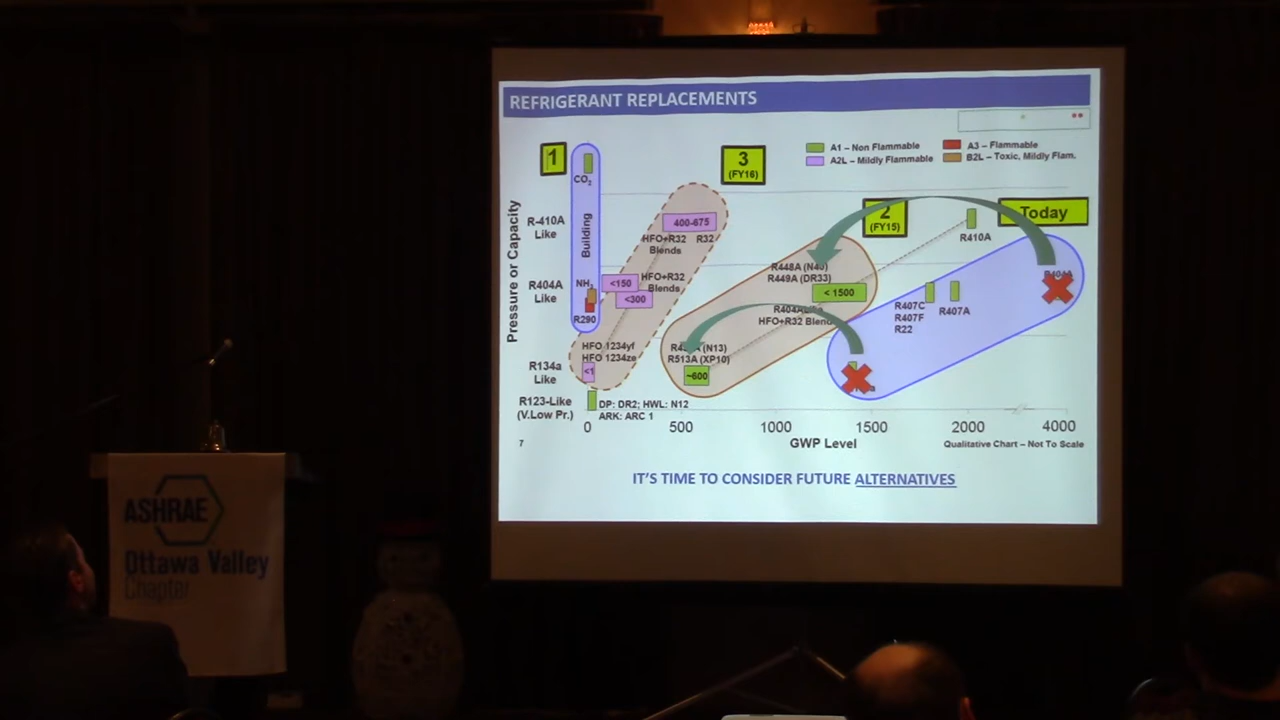 REFRIGERANT REPLACEMENTS
A1 – Non Flammable
A3 – Flammable
A2L – Mildly Flammable
B2L – Toxic, Mildly Flam.
1
3
(FY16)
2
(FY15)
Today
Pressure or Capacity
R-410A
Like
R404A
Like
R134a
Like
R123-Like
(V.Low Pr.)
CO2
Building
NH3
R290
400-675
HFO+R32
Blends
R32
<150
HFO+R32
Blends
<300
HFO 1234yf
HFO 1234ze
<1
DP: DR2; HWL: N12
ARK: ARC 1
R448A (N40)
R449A (DR33)
< 1500
HFO+R32 Blend
(N13)
R513A (XP10)
~600
R410A
R407C
R407F
R22
R407A
R404A
0
500
1000
1500
2000
4000
GWP Level
Qualitative Chart – Not To Scale
7
IT'S TIME TO CONSIDER FUTURE ALTERNATIVES
ASHRAE
Ottawa Valley
Chapter